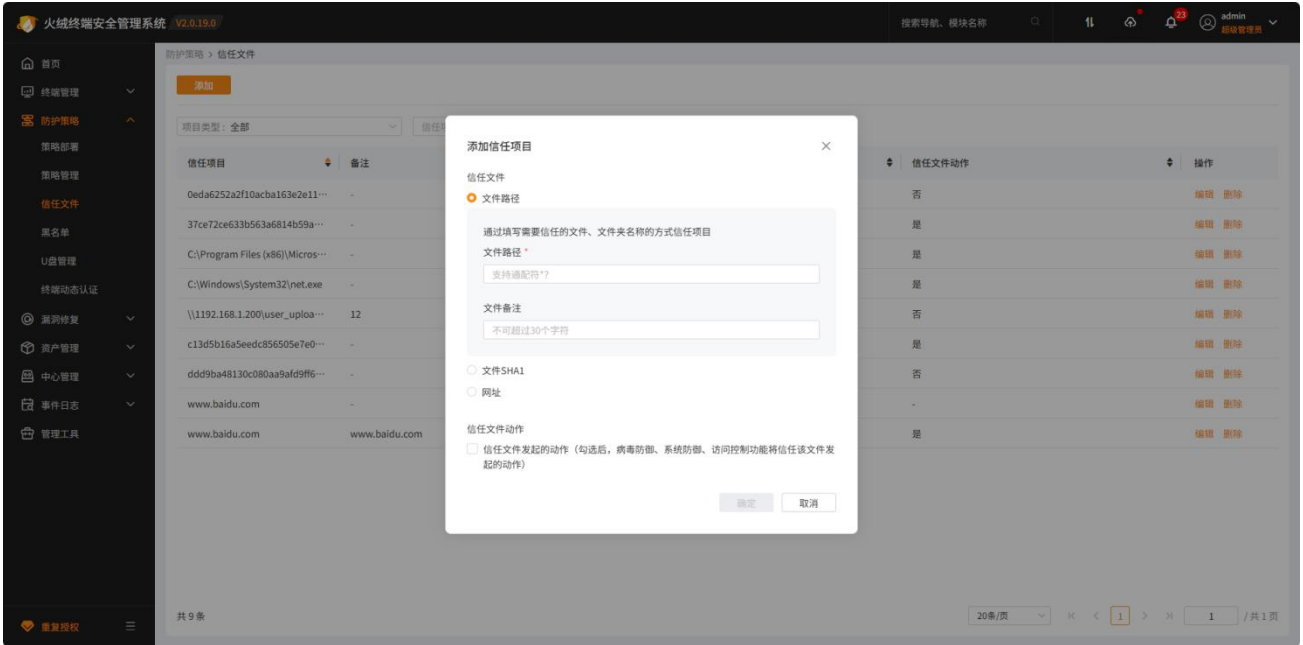 火绒终端安全管理系统 V2.0.19.0
搜索导航、模块名称
23
admin
超级管理员
首页
终端管理
防护策略
策略部署
策略管理
信任文件
黑名单
U盘管理
终端动态认证
漏洞修复
资产管理
中心管理
事件日志
管理工具
重复授权
防护策略 > 信任文件
添加
项目类型：全部
信任项目 备注 信任文件动作 操作
0eda6252a2f10acba163e2e11… - 否 编辑 删除
37ce72ce633b563a6814b59a… - 是 编辑 删除
C:\Program Files (x86)\Micros… - 是 编辑 删除
C:\Windows\System32\net.exe - 是 编辑 删除
\\1192.168.1.200\user_uploa… 12 否 编辑 删除
c13d5b16a5eedc856505e7e0… - 是 编辑 删除
ddd9ba48130c080aa9afd9ff6… - 否 编辑 删除
www.baidu.com - - 编辑 删除
www.baidu.com www.baidu.com 是 编辑 删除
添加信任项目
信任文件
文件路径
通过填写需要信任的文件、文件夹名称的方式信任项目
文件路径 *
支持通配符*?
文件备注
不可超过30个字符
文件SHA1
网址
信任文件动作
信任文件发起的动作（勾选后，病毒防御、系统防御、访问控制功能将信任该文件发
起的动作）
确定 取消
共 9 条
20条/页 1 1 / 共 1 页